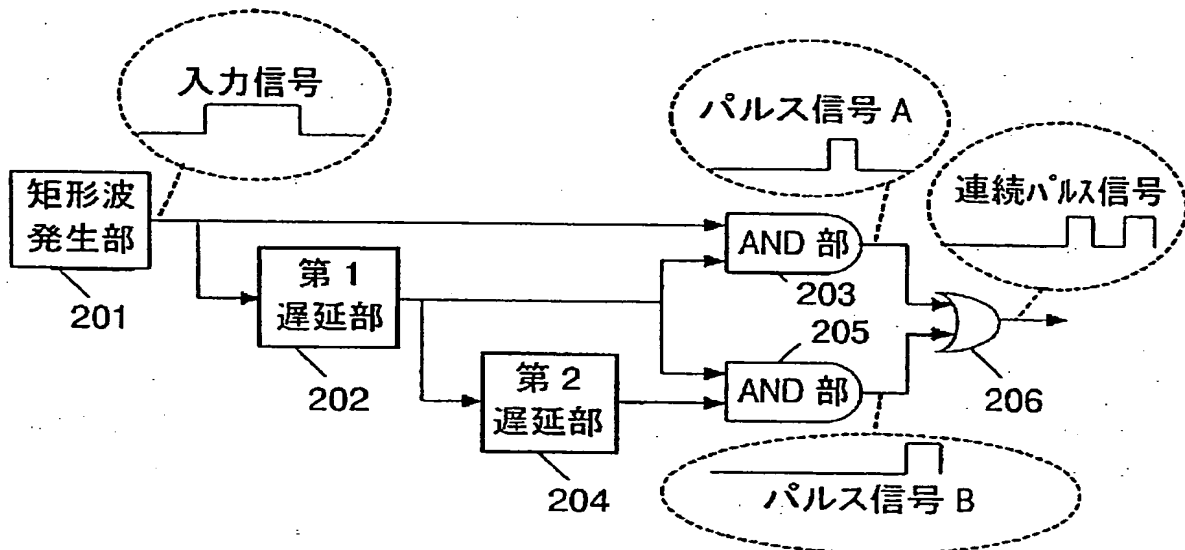 入力信号
パルス信号 A
連続パルス信号
矩形波
発生部
201
第 1
遅延部
202
AND 部
203
205
第 2
遅延部
204
AND 部
206
パルス信号 B